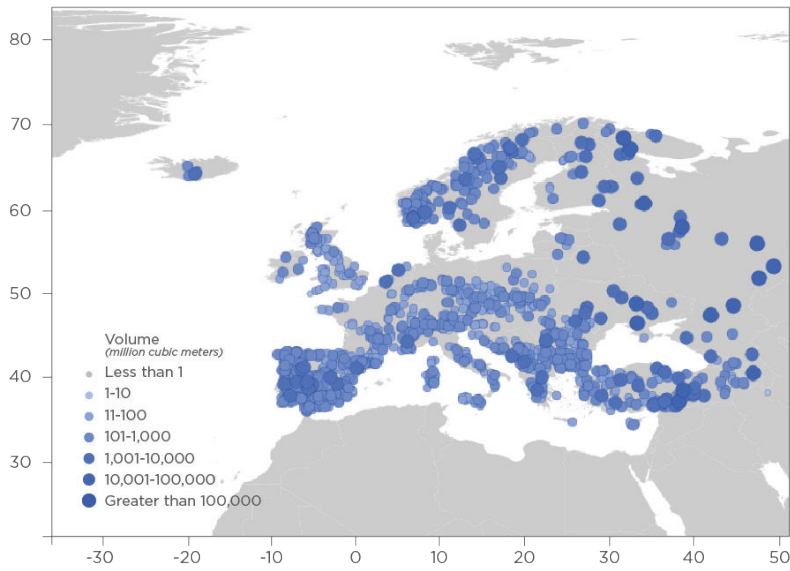 80
70
60
50
40
30
Volume
(million cubic meters)
Less than 1
1-10
11-100
101-1,000
1,001-10,000
10,001-100,000
Greater than 100,000
-30 -20 -10 0 10 20 30 40 50